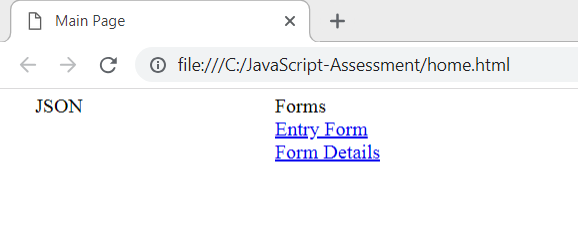 Main Page
file:///C:/JavaScript-Assessment/home.html
JSON
Forms
Entry Form
Form Details